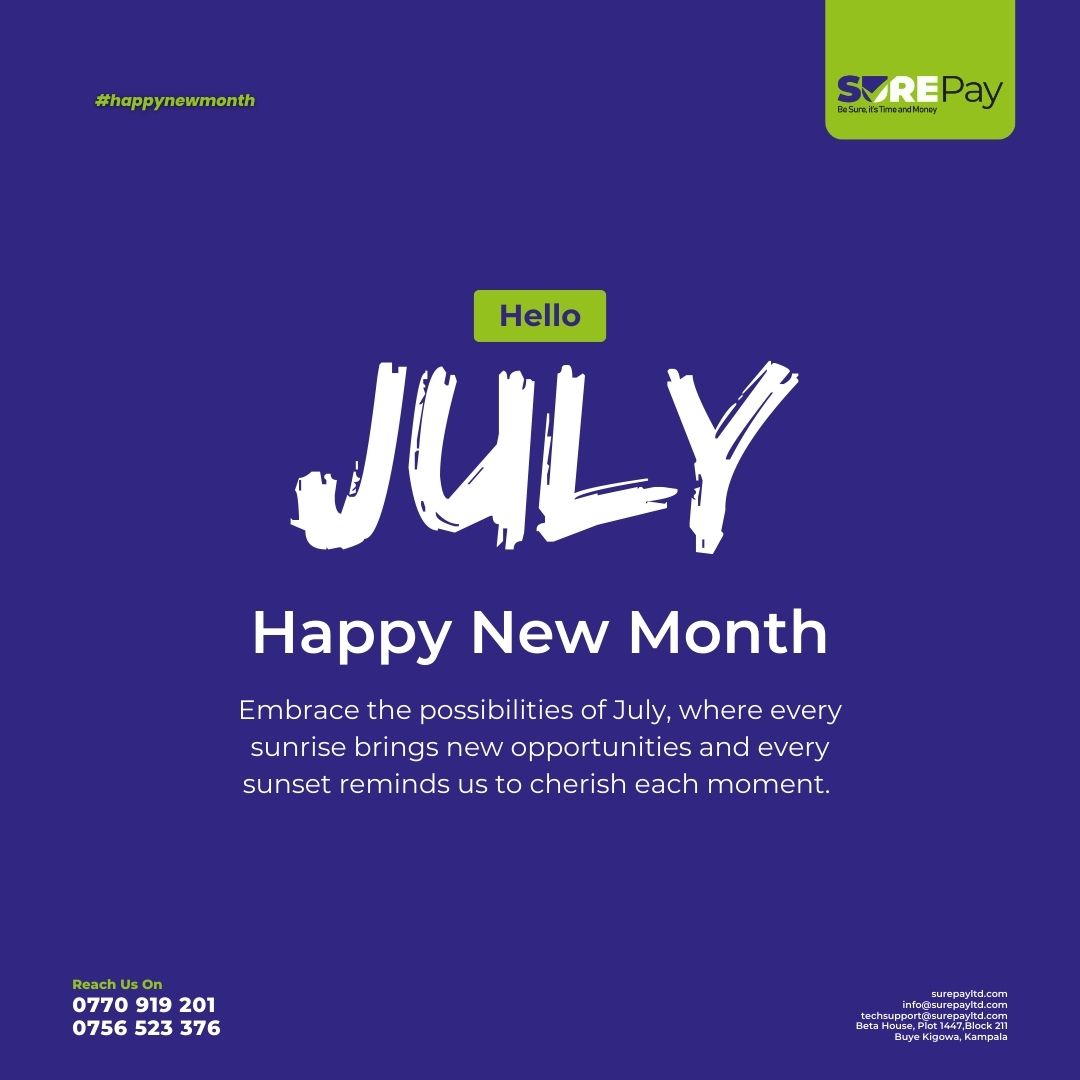 #happynewmonth
SUREPay
Be Sure, it's Time and Money
Hello
JULY
Happy New Month
Embrace the possibilities of July, where every
sunrise brings new opportunities and every
sunset reminds us to cherish each moment.
Reach Us On
0770 919 201
0756 523 376
surepayltd.com
info@surepayltd.com
techsupport@surepayltd.com
Beta House, Plot 1447,Block 211
Buye Kigowa, Kampala